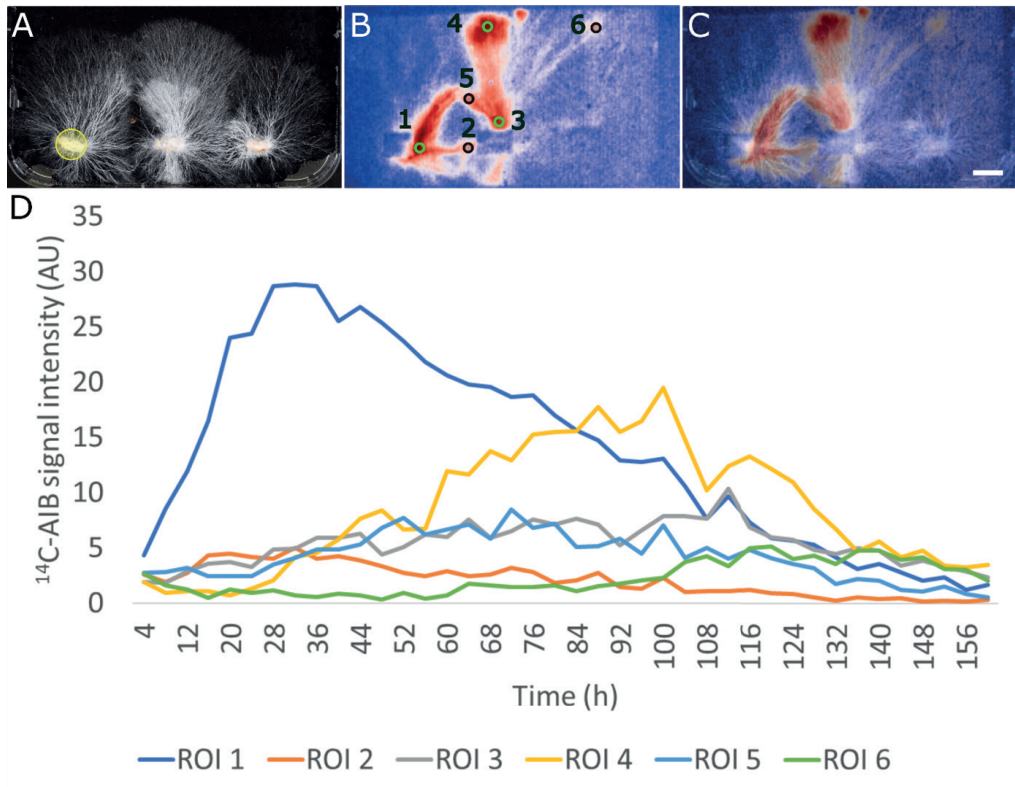 A
B
C
4
6
5
1
2
3
D
¹⁴C-AIB signal intensity (AU)
35
30
25
20
15
10
5
0
4 12 20 28 36 44 52 60 68 76 84 92 100 108 116 124 132 140 148 156
Time (h)
ROI 1 ROI 2 ROI 3 ROI 4 ROI 5 ROI 6